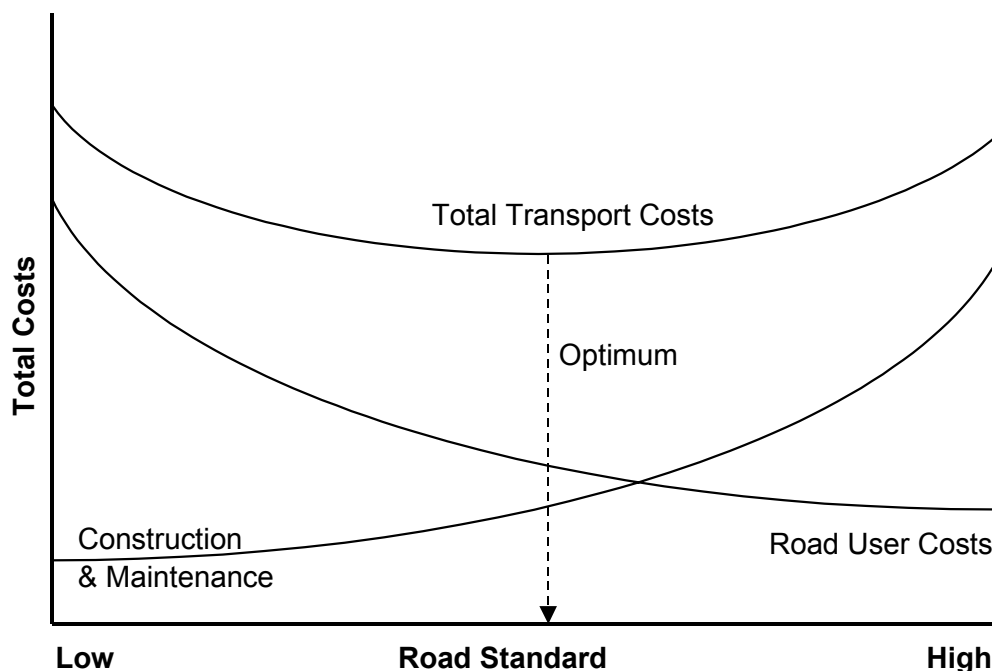 Total Costs
Total Transport Costs
Optimum
Construction
& Maintenance
Road User Costs
Low
Road Standard
High